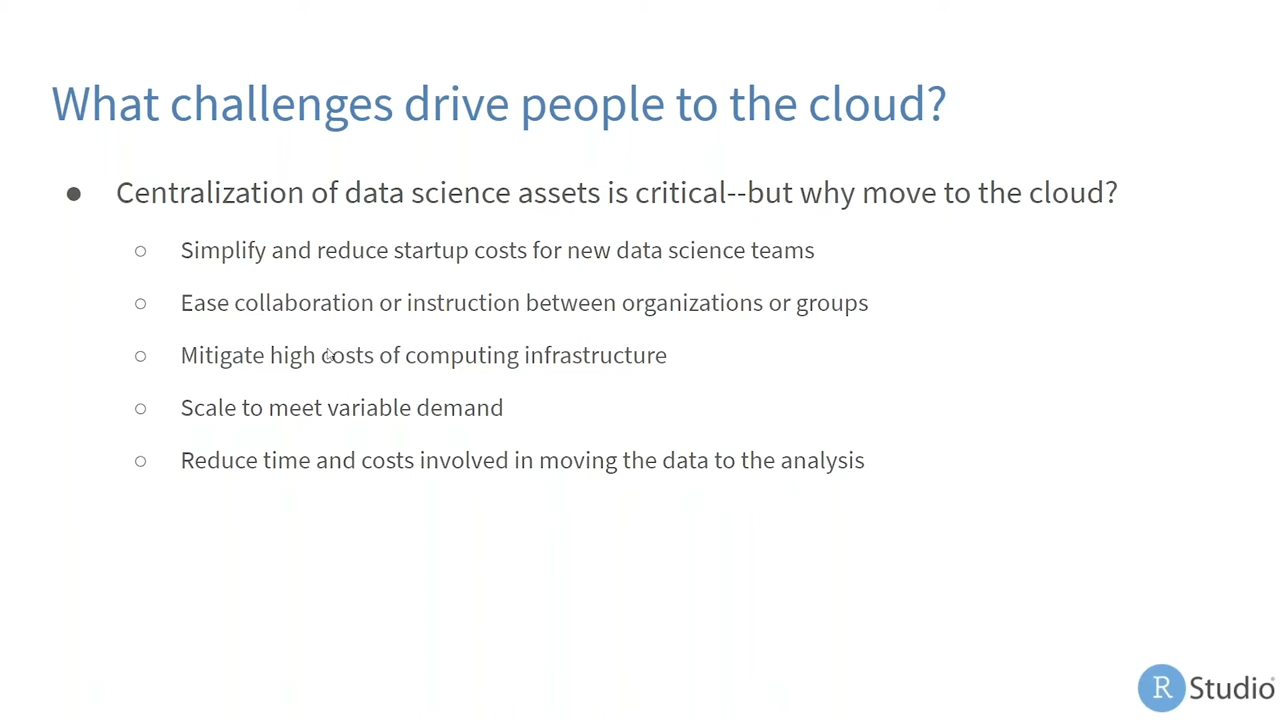 What challenges drive people to the cloud?
● Centralization of data science assets is critical--but why move to the cloud?
○ Simplify and reduce startup costs for new data science teams
○ Ease collaboration or instruction between organizations or groups
○ Mitigate high costs of computing infrastructure
○ Scale to meet variable demand
○ Reduce time and costs involved in moving the data to the analysis
R Studio®